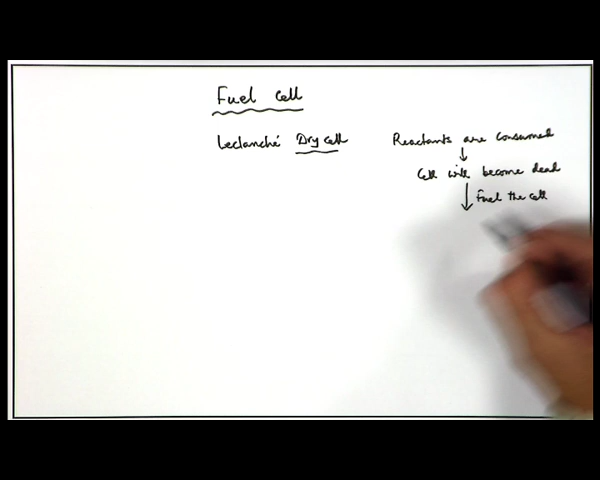 Fuel Cell
Leclanché Dry Cell
Reactants are consumed
Cell will become dead
Fuel the cell